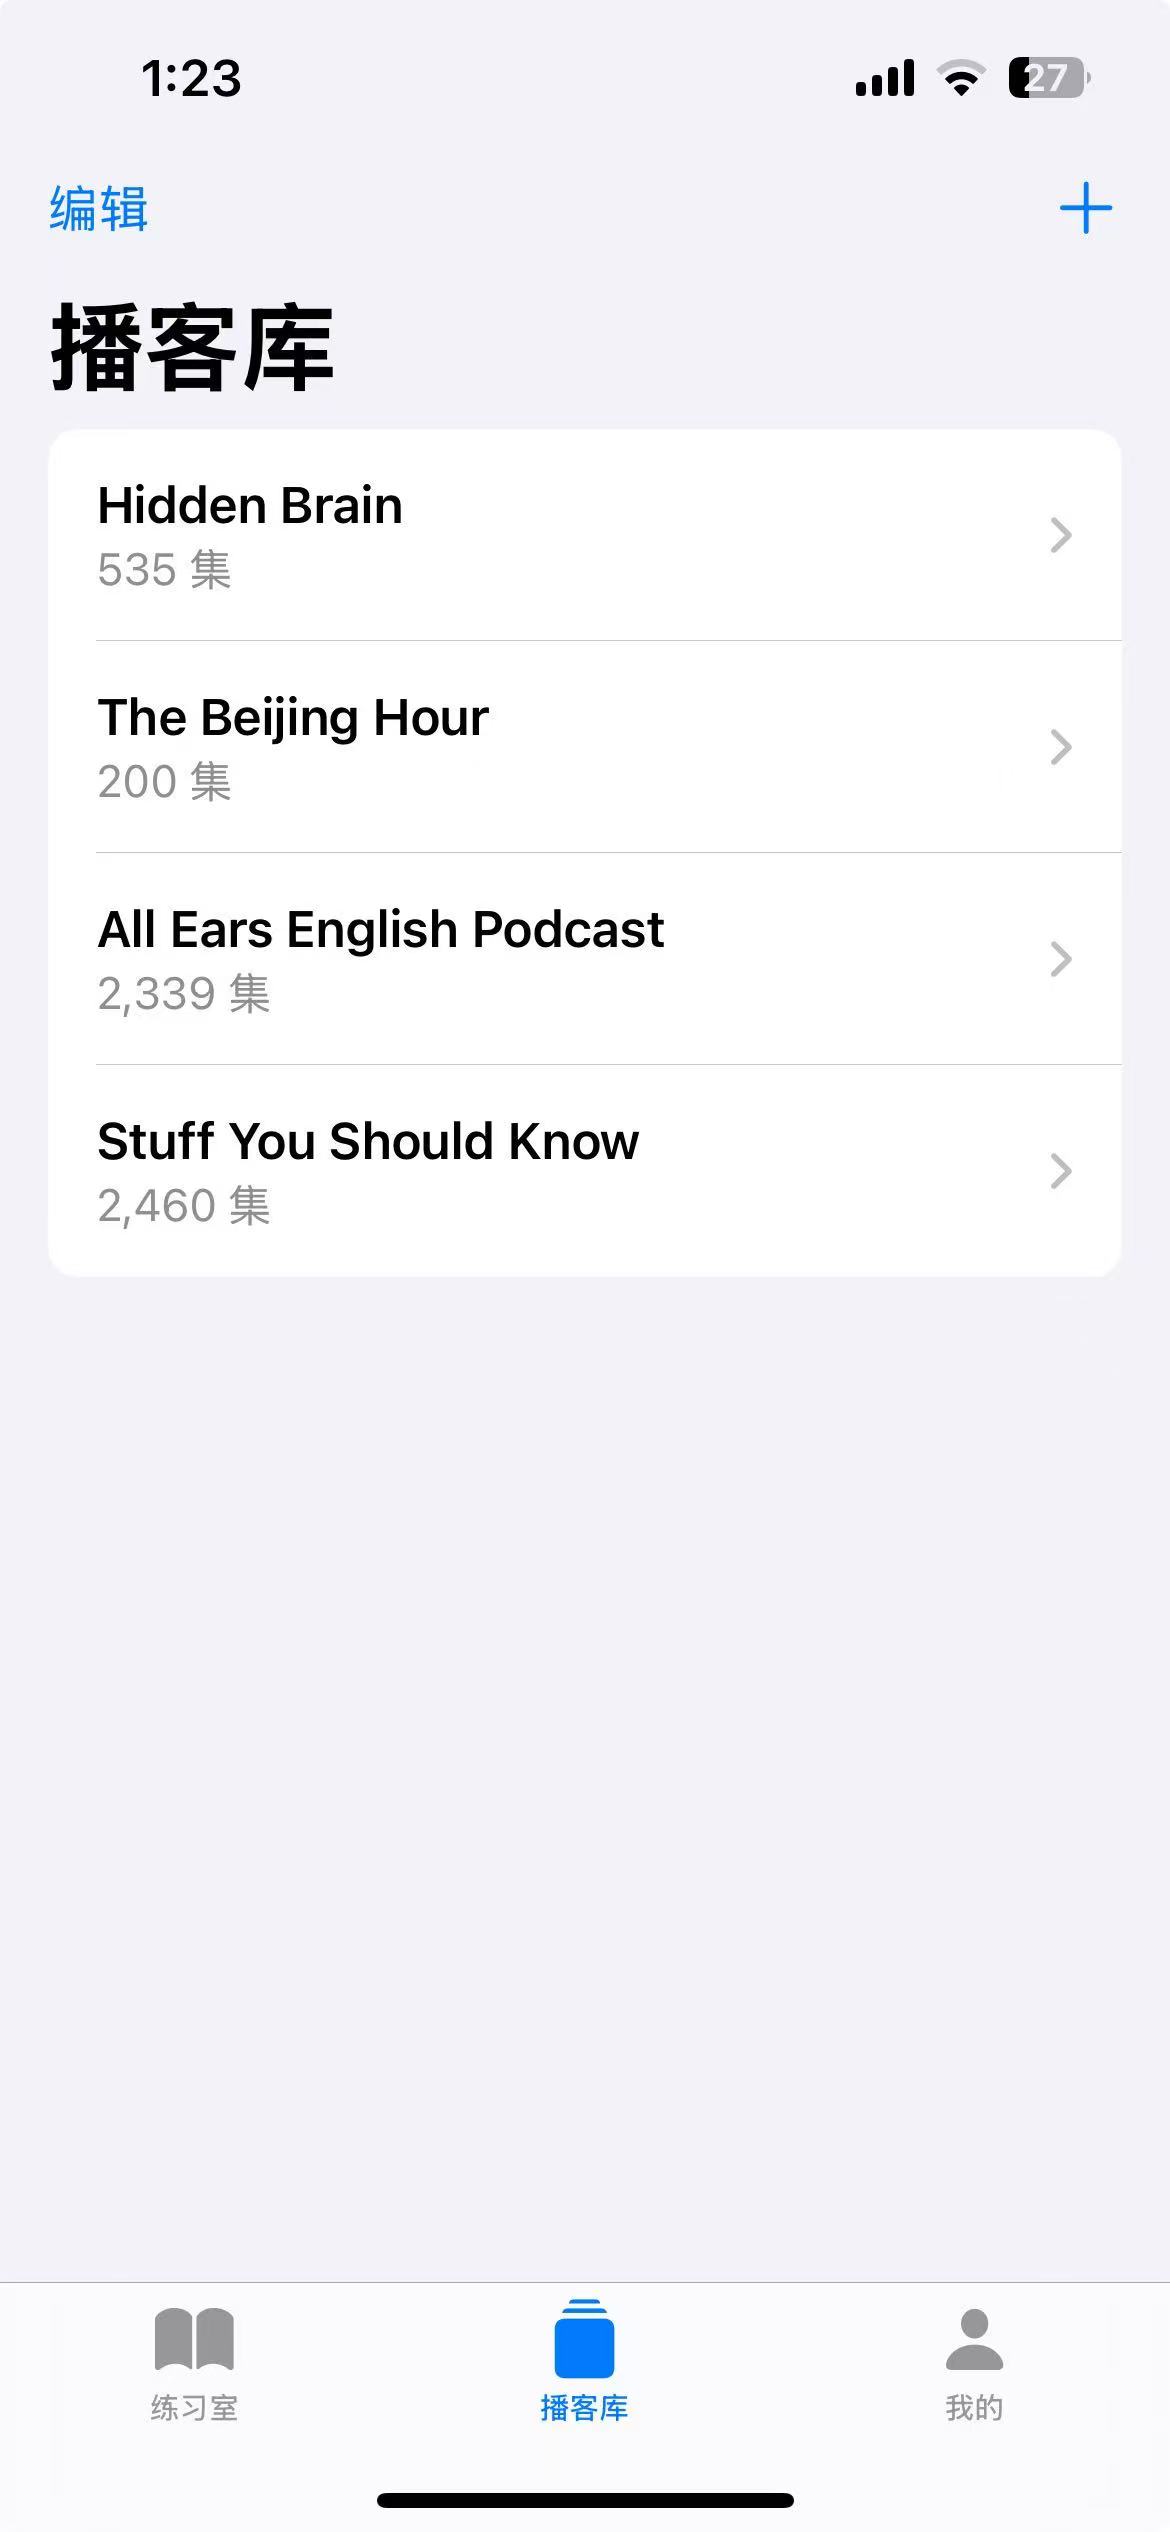 1:23
27
编辑
播客库
Hidden Brain
535 集
The Beijing Hour
200 集
All Ears English Podcast
2,339 集
Stuff You Should Know
2,460 集
练习室
播客库
我的